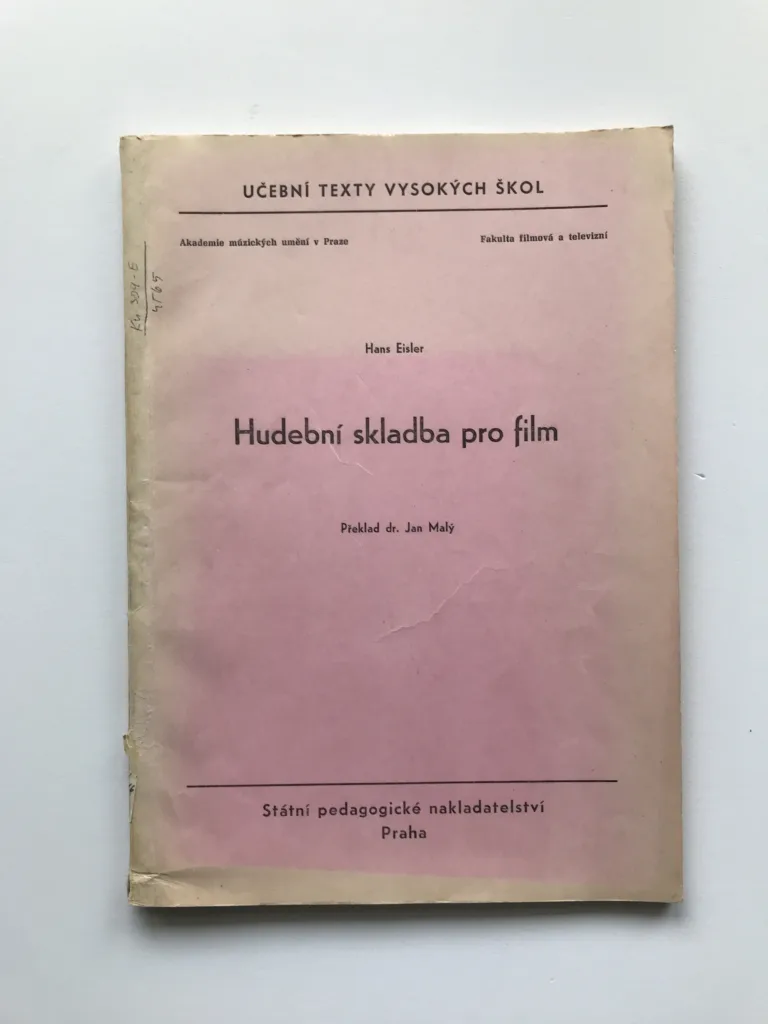 UČEBNÍ TEXTY VYSOKÝCH ŠKOL
Akademie múzických umění v Praze
Fakulta filmová a televizní
Hans Eisler
Hudební skladba pro film
Překlad dr. Jan Malý
Státní pedagogické nakladatelství
Praha